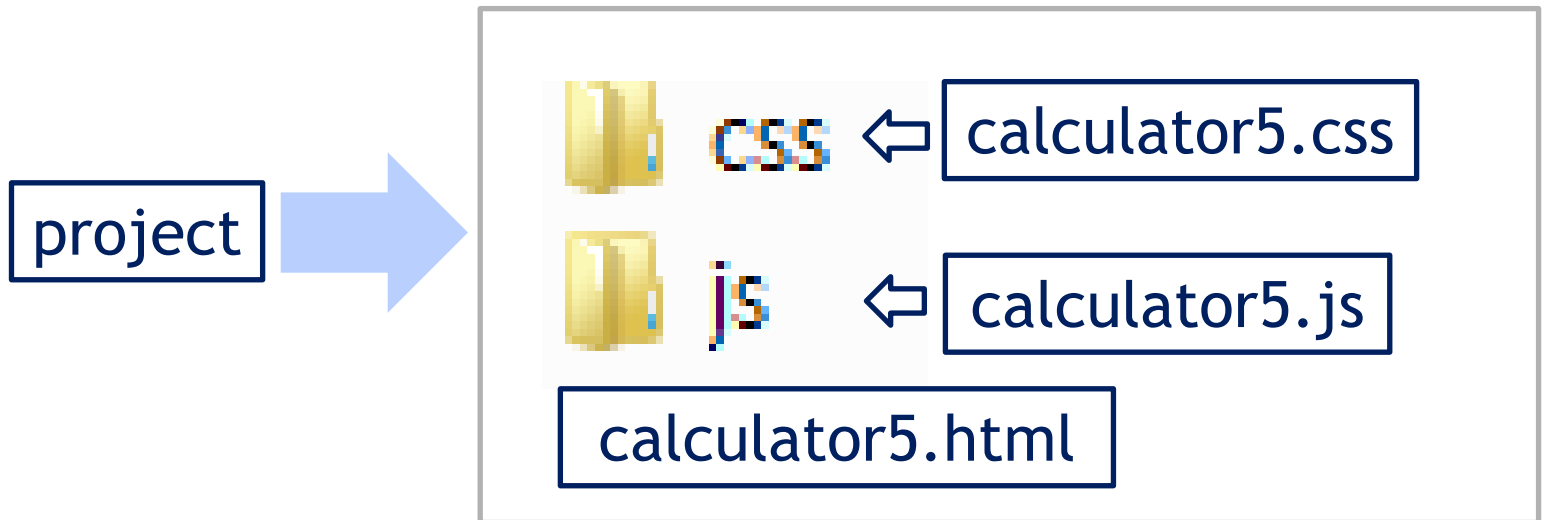 css
calculator5.css
project
js
calculator5.js
calculator5.html